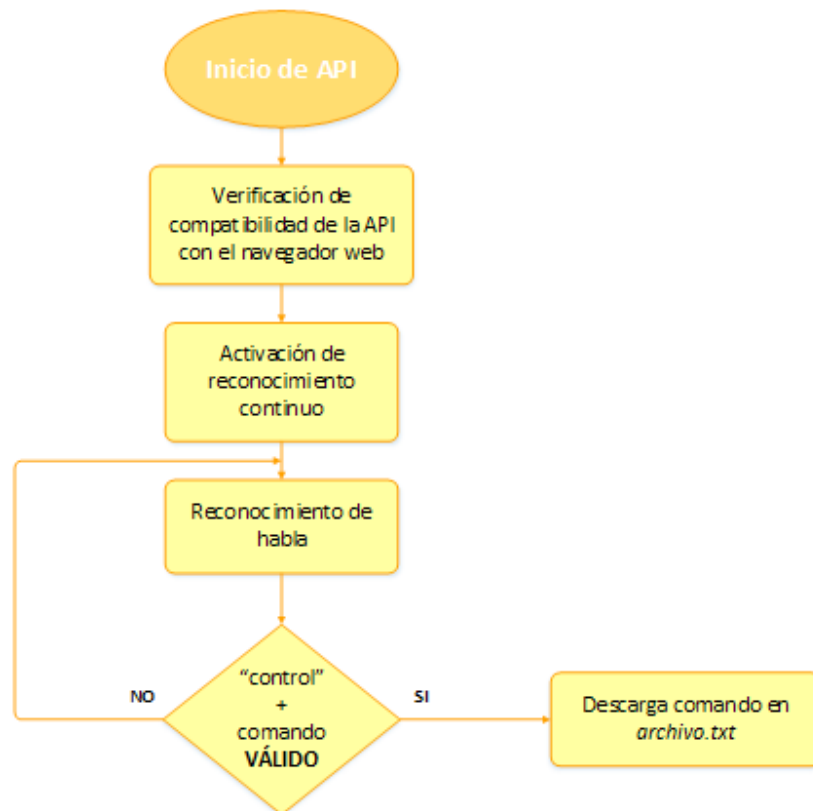 Inicio de API
Verificación de
compatibilidad de la API
con el navegador web
Activación de
reconocimiento
continuo
Reconocimiento de
habla
“control”
+
comando
VÁLIDO
NO
SI
Descarga comando en
archivo.txt